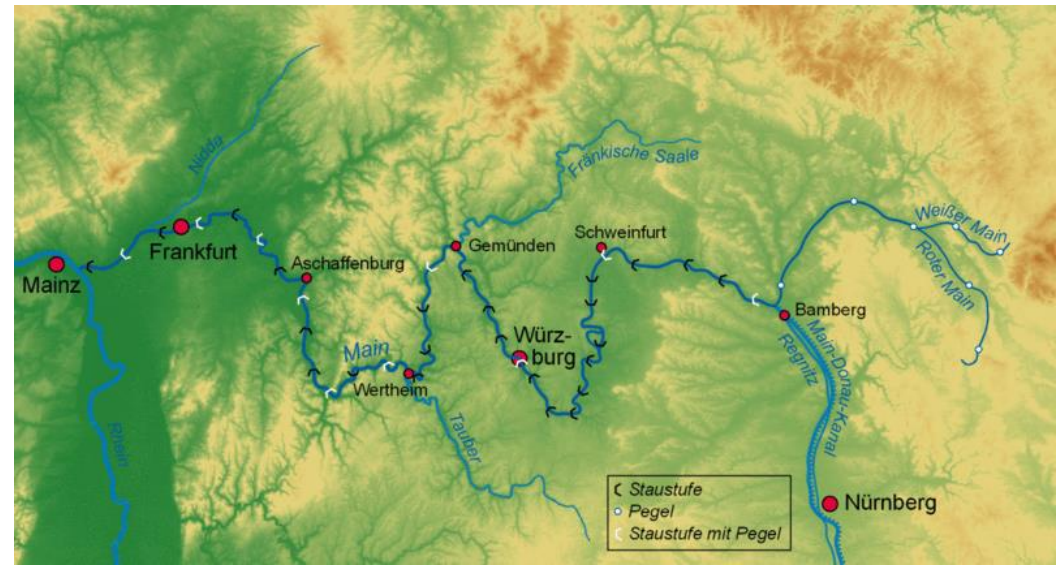 Nidda
Fränkische Saale
Weißer Main
Frankfurt
Gemünden
Schweinfurt
Roter Main
Mainz
Aschaffenburg
Bamberg
Main
Würz-
burg
Wertheim
Regnitz
Main-Donau-Kanal
Rhein
Tauber
Staustufe
Pegel
Staustufe mit Pegel
Nürnberg